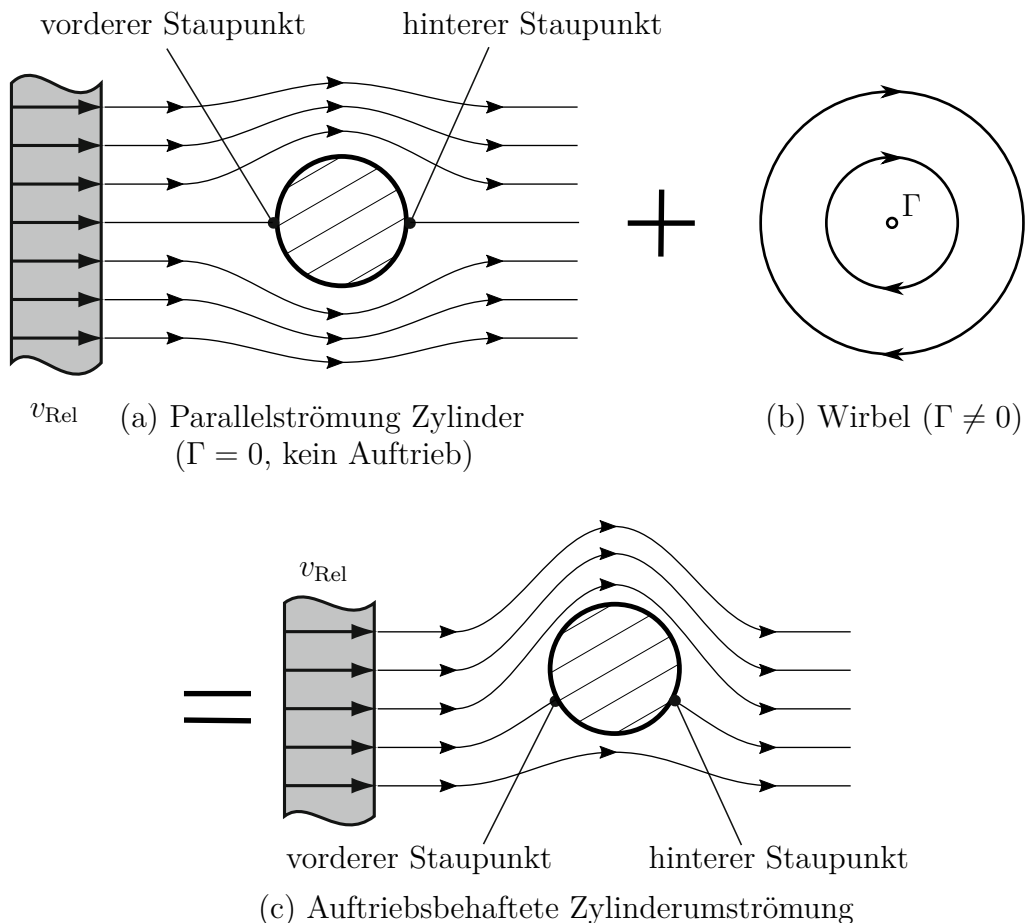 vorderer Staupunkt
hinterer Staupunkt
Γ
v_Rel
(a) Parallelströmung Zylinder
(Γ = 0, kein Auftrieb)
(b) Wirbel (Γ ≠ 0)
+
=
v_Rel
vorderer Staupunkt
hinterer Staupunkt
(c) Auftriebsbehaftete Zylinderumströmung